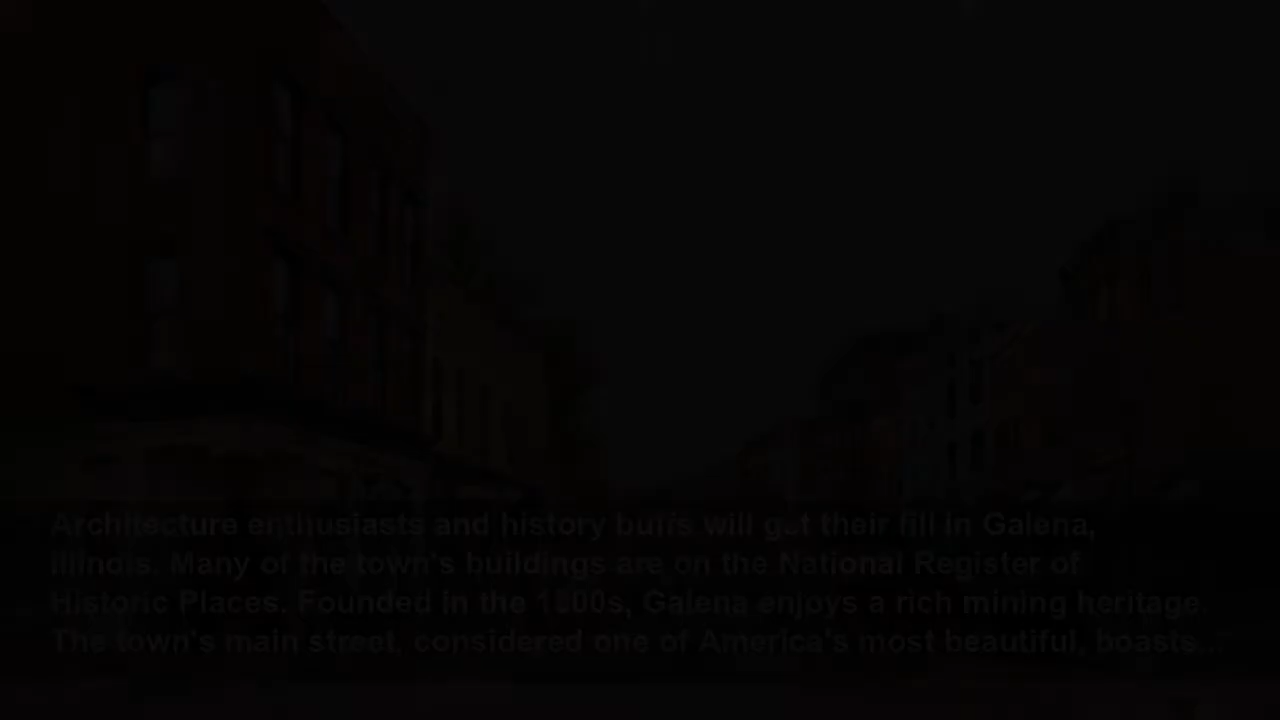 Architecture enthusiasts and history buffs will get their fill in Galena,
Illinois. Many of the town's buildings are on the National Register of
Historic Places. Founded in the 1800s, Galena enjoys a rich mining heritage.
The town's main street, considered one of America's most beautiful, boasts...